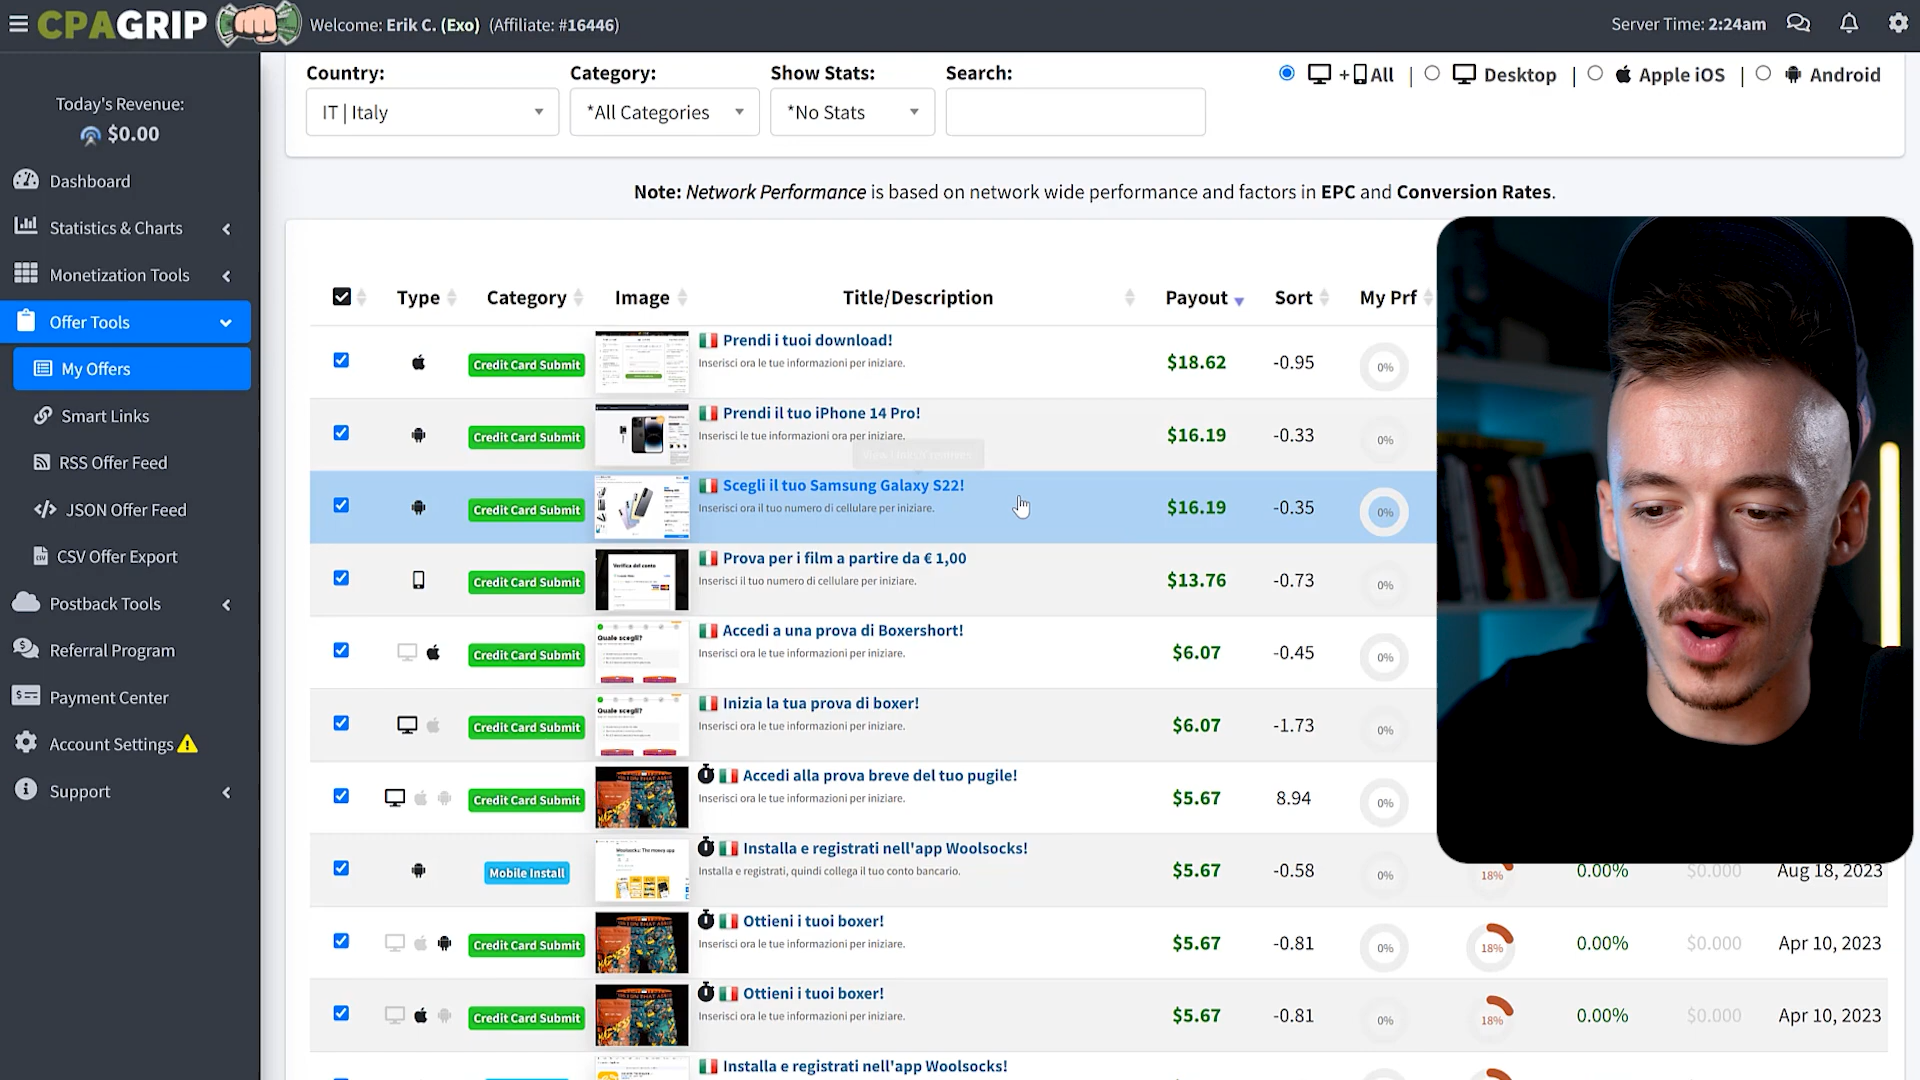 CPAGRIP
Welcome: Erik C. (Exo) (Affiliate: #16446)
Server Time: 2:24am
Today's Revenue:
$0.00
Dashboard
Statistics & Charts
Monetization Tools
Offer Tools
My Offers
Smart Links
RSS Offer Feed
JSON Offer Feed
CSV Offer Export
Postback Tools
Referral Program
Payment Center
Account Settings
Support
Country:
Category:
Show Stats:
Search:
IT | Italy
*All Categories
*No Stats
+ All | Desktop | Apple iOS | Android
Note: Network Performance is based on network wide performance and factors in EPC and Conversion Rates.
Type Category Image Title/Description Payout Sort My Prf
Credit Card Submit
Prendi i tuoi download!
Inserisci ora le tue informazioni per iniziare.
$18.62 -0.95 0%
Credit Card Submit
Prendi il tuo iPhone 14 Pro!
Inserisci le tue informazioni ora per iniziare.
$16.19 -0.33 0%
Credit Card Submit
Scegli il tuo Samsung Galaxy S22!
Inserisci ora il tuo numero di cellulare per iniziare.
$16.19 -0.35 0%
Credit Card Submit
Verifica del conto
Prova per i film a partire da € 1,00
Inserisci il tuo numero di cellulare per iniziare.
$13.76 -0.73 0%
Credit Card Submit
Quale scegli?
Accedi a una prova di Boxershort!
Inserisci ora le tue informazioni per iniziare.
$6.07 -0.45 0%
Credit Card Submit
Quale scegli?
Inizia la tua prova di boxer!
Inserisci ora le tue informazioni per iniziare.
$6.07 -1.73 0%
Credit Card Submit
Accedi alla prova breve del tuo pugile!
Inserisci ora le tue informazioni per iniziare.
$5.67 8.94 0%
Mobile Install
Installa e registrati nell'app Woolsocks!
Installa e registrati, quindi collega il tuo conto bancario.
$5.67 -0.58 0% 18% 0.00% $0.000 Aug 18, 2023
Credit Card Submit
Ottieni i tuoi boxer!
Inserisci ora le tue informazioni per iniziare.
$5.67 -0.81 0% 18% 0.00% $0.000 Apr 10, 2023
Credit Card Submit
Ottieni i tuoi boxer!
Inserisci ora le tue informazioni per iniziare.
$5.67 -0.81 0% 18% 0.00% $0.000 Apr 10, 2023
Installa e registrati nell'app Woolsocks!